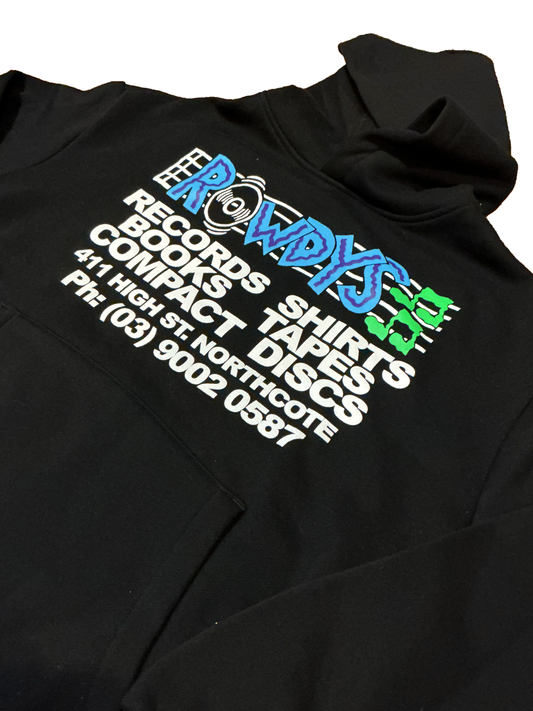 ROWDYS
RECORDS SHIRTS
BOOKS TAPES
COMPACT DISCS
411 HIGH ST. NORTHCOTE
Ph: (03) 9002 0587